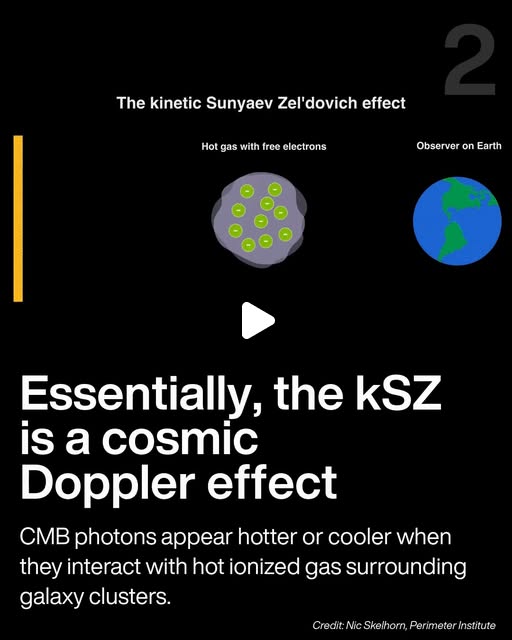 2
The kinetic Sunyaev Zel'dovich effect
Hot gas with free electrons
Observer on Earth
Essentially, the kSZ
is a cosmic
Doppler effect
CMB photons appear hotter or cooler when
they interact with hot ionized gas surrounding
galaxy clusters.
Credit: Nic Skelhorn, Perimeter Institute